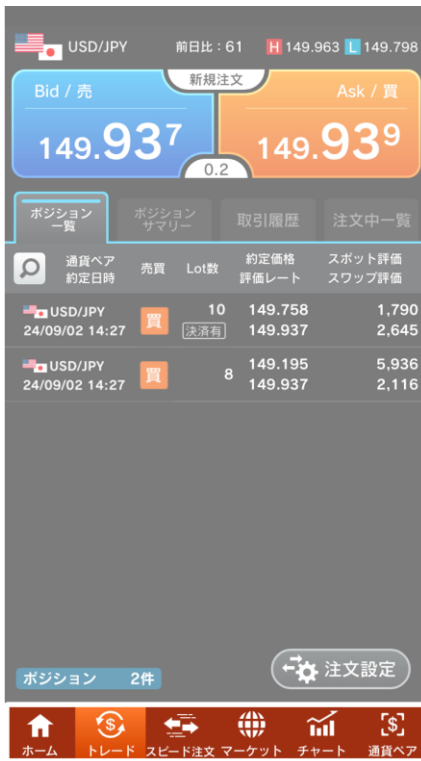 USD/JPY 前日比：61 H 149.963 L 149.798
新規注文
Bid / 売 Ask / 買
149.937 149.939
0.2
ポジション
一覧
ポジション
サマリー
取引履歴
注文中一覧
通貨ペア 売買 Lot数 約定価格 スポット評価
約定日時 評価レート スワップ評価
USD/JPY 買 10 149.758 1,790
24/09/02 14:27 決済有 149.937 2,645
USD/JPY 買 8 149.195 5,936
24/09/02 14:27 149.937 2,116
ポジション 2件
注文設定
ホーム トレード スピード注文 マーケット チャート 通貨ペア